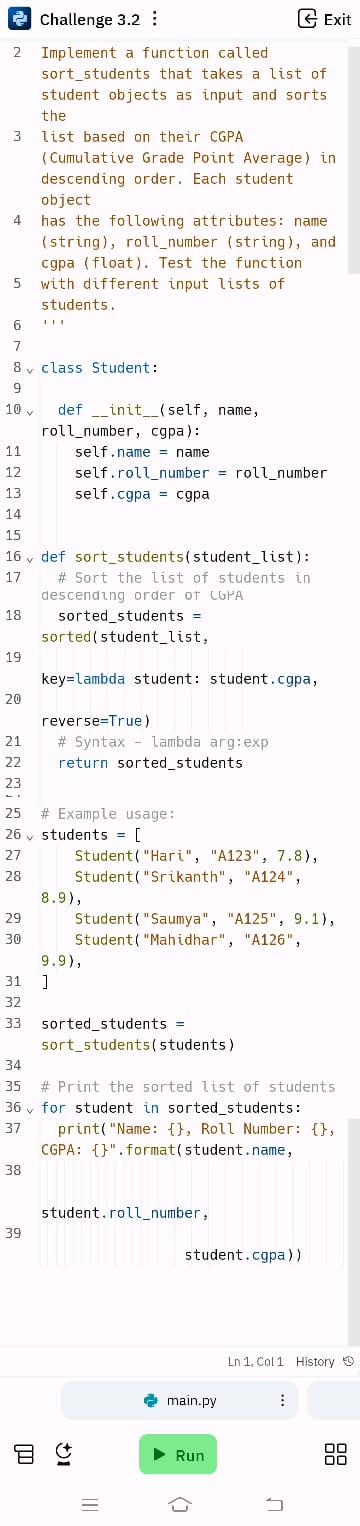 Challenge 3.2
Exit
2 Implement a function called
sort_students that takes a list of
student objects as input and sorts
the
3 list based on their CGPA
(Cumulative Grade Point Average) in
descending order. Each student
object
4 has the following attributes: name
(string), roll_number (string), and
cgpa (float). Test the function
5 with different input lists of
students.
6 '''
7
8 class Student:
9
10 def __init__(self, name,
roll_number, cgpa):
11 self.name = name
12 self.roll_number = roll_number
13 self.cgpa = cgpa
14
15
16 def sort_students(student_list):
17 # Sort the list of students in
descending order of CGPA
18 sorted_students =
sorted(student_list,
19
key=lambda student: student.cgpa,
20
reverse=True)
21 # Syntax - lambda arg:exp
22 return sorted_students
23
25 # Example usage:
26 students = [
27 Student("Hari", "A123", 7.8),
28 Student("Srikanth", "A124",
8.9),
29 Student("Saumya", "A125", 9.1),
30 Student("Mahidhar", "A126",
9.9),
31 ]
32
33 sorted_students =
sort_students(students)
34
35 # Print the sorted list of students
36 for student in sorted_students:
37 print("Name: {}, Roll Number: {},
CGPA: {}".format(student.name,
38
student.roll_number,
39
student.cgpa))
Ln 1, Col 1 History
main.py
Run